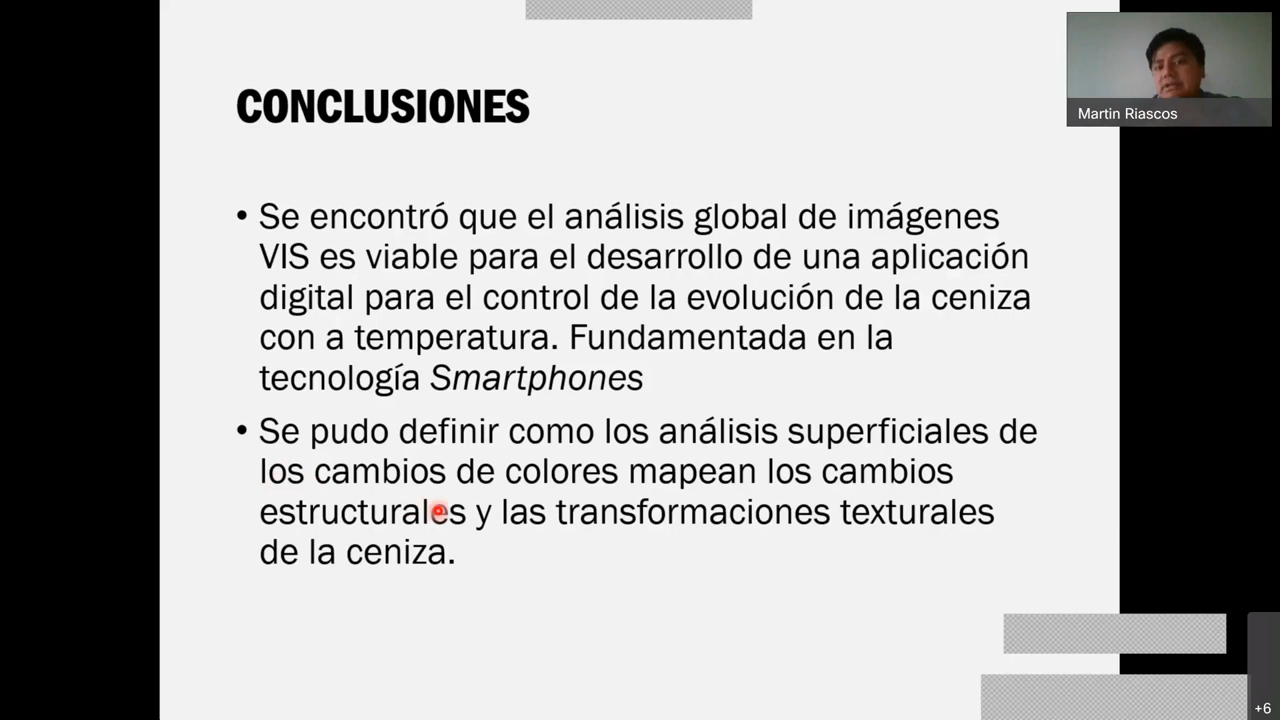 CONCLUSIONES
Martin Riascos
• Se encontró que el análisis global de imágenes
VIS es viable para el desarrollo de una aplicación
digital para el control de la evolución de la ceniza
con a temperatura. Fundamentada en la
tecnología Smartphones
• Se pudo definir como los análisis superficiales de
los cambios de colores mapean los cambios
estructurales y las transformaciones texturales
de la ceniza.
+6